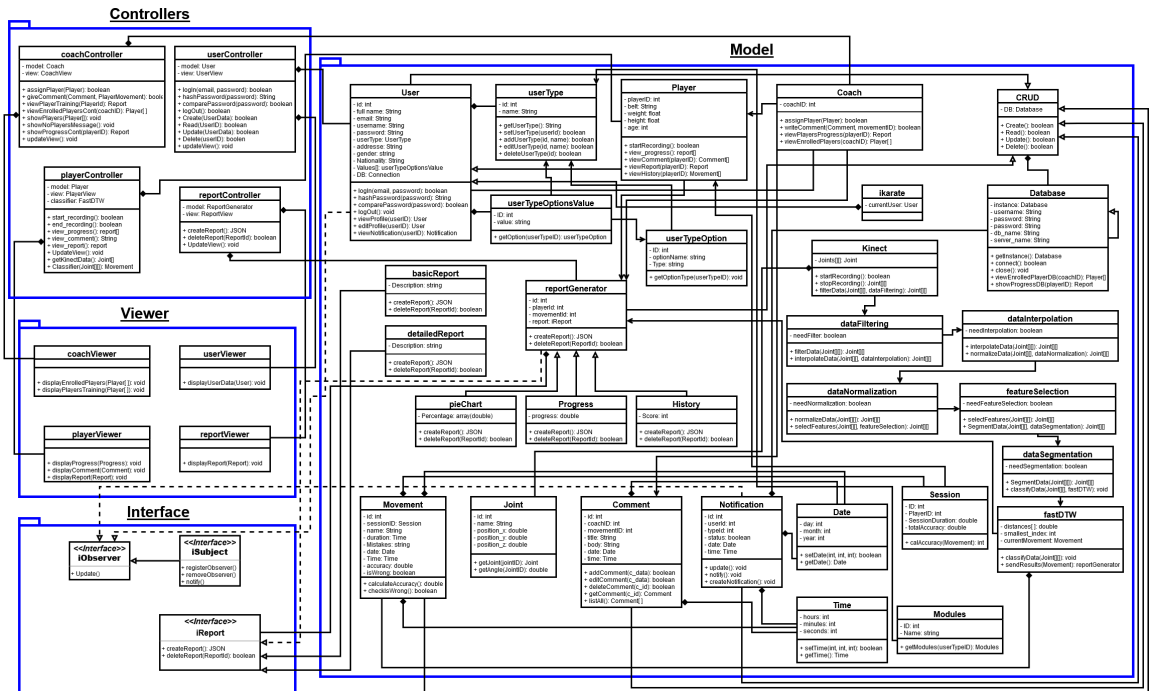 Controllers
coachController
- model: Coach
- view: CoachView
+ assignPlayer(Player): boolean
+ giveComment(Comment, PlayerMovement): boole
+ viewPlayerTraining(PlayerId): Report
+ viewEnrolledPlayersCont(coachID): Player[ ]
+ showPlayers(Player[]): void
+ showNoPlayersMessage(): void
+ showProgressCont(playerID): Report
+ updateView(): void
userController
- model: User
- view: UserView
+ login(email, password): boolean
+ hashPassword(password): String
+ comparePassword(password): boolean
+ logOut(): boolean
+ Create(UserData): boolean
+ Read(UserID): boolean
+ Update(UserData): boolean
+ Delete(userID): boolean
+ updateView(): void
playerController
- model: Player
- view: PlayerView
- classifier: FastDTW
+ start_recording(): boolean
+ end_recording(): boolean
+ view_progress(): report[]
+ view_comment(): String
+ view_report(): report
+ UpdateView(): void
+ getKinectData(): Joint[]
+ Classifier(Joint[][]): Movement
reportController
- model: ReportGenerator
- view: ReportView
+ createReport(): JSON
+ deleteReport(ReportId): boolean
+ UpdateView(): void
Viewer
coachViewer
+ displayEnrolledPlayers(Player[ ]): void
+ displayPlayersTraining(Player[ ]): void
userViewer
+ displayUserData(User): void
playerViewer
+ displayProgress(Progress): void
+ displayComment(Comment): void
+ displayReport(Report): void
reportViewer
+ displayReport(Report): void
Interface
<<Interface>>
iObserver
+ Update()
<<Interface>>
iSubject
+ registerObserver()
+ removeObserver()
+ notify()
<<Interface>>
iReport
+ createReport(): JSON
+ deleteReport(ReportId): boolean
Model
User
- id: int
- full name: String
- email: String
- username: String
- password: String
- userType: UserType
- addresse: String
- gender: string
- Nationality: String
- Values[]: userTypeOptionsValue
- DB: Connection
+ login(email, password): boolean
+ hashPassword(password): String
+ comparePassword(password): boolean
+ logOut(): void
+ viewProfile(userID): User
+ editProfile(userID): User
+ viewNotification(userID): Notification
userType
- id: int
- name: String
+ getUserType(): String
+ setUserType(userId): boolean
+ addUserType(id, name): boolean
+ editUserType(id, name): boolean
+ deleteUserType(id): boolean
Player
- playerID: int
- belt: String
- weight: float
- height: float
- age: int
+ startRecording(): boolean
+ view_progress(): report[]
+ viewComment(playerID): Comment[]
+ viewReport(playerID): Report
+ viewHistory(playerID): Movement[]
Coach
- coachID: int
+ assignPlayer(Player): boolean
+ writeComment(Comment, movementID): boolean
+ viewPlayersProgress(playerID): Report
+ viewEnrolledPlayers(coachID): Player[ ]
CRUD
- DB: Database
+ Create(): boolean
+ Read(): boolean
+ Update(): boolean
+ Delete(): boolean
userTypeOptionsValue
- ID: int
- value: string
+ getOption(userTypeID): userTypeOption
userTypeOption
- ID: int
- optionName: string
- Type: string
+ getOptionType(userTypeID): void
ikarate
- currentUser: User
Database
- instance: Database
- username: String
- password: String
- password: String
- db_name: String
- server_name: String
+ getInstance(): Database
+ connect(): boolean
+ close(): void
+ viewEnrolledPlayerDB(coachID): Player[]
+ showProgressDB(playerID): Report
Kinect
- Joints[]: Joint
+ startRecording(): boolean
+ stopRecording(): Joint[][]
+ filterData(Joint[][], dataFiltering): Joint[][]
basicReport
- Description: string
+ createReport(): JSON
+ deleteReport(ReportId): boolean
detailedReport
- Description: string
+ createReport(): JSON
+ deleteReport(ReportId): boolean
reportGenerator
- id: int
- playerId: int
- movementId: int
- report: iReport
+ createReport(): JSON
+ deleteReport(ReportId): boolean
dataFiltering
- needFilter: boolean
+ filterData(Joint[][]): Joint[][]
+ interpolateData(Joint[][], dataInterpolation): Joint[][]
dataInterpolation
- needInterpolation: boolean
+ interpolateData(Joint[][]): Joint[][]
+ normalizeData(Joint[][], dataNormalization): Joint[][]
pieChart
- Percentage: array(double)
+ createReport(): JSON
+ deleteReport(ReportId): boolean
Progress
- progress: double
+ createReport(): JSON
+ deleteReport(ReportId): boolean
History
- Score: int
+ createReport(): JSON
+ deleteReport(ReportId): boolean
dataNormalization
- needNormalization: boolean
+ normalizeData(Joint[][]): Joint[][]
+ selectFeatures(Joint[][], featureSelection): Joint[][]
featureSelection
- needFeatureSelection: boolean
+ selectFeatures(Joint[][]): Joint[][]
+ SegmentData(Joint[][], dataSegmentation): Joint[][]
dataSegmentation
- needSegmentation: boolean
+ SegmentData(Joint[][]): Joint[][]
+ classifyData(Joint[][], fastDTW): void
Movement
- id: int
- sessionID: Session
- name: String
- duration: Time
- Mistakes: string
- date: Date
- Time: Time
- accuracy: double
- isWrong: boolean
+ calculateAccuracy(): double
+ checkIsWrong(): boolean
Joint
- id: int
- name: String
- position_x: double
- position_y: double
- position_z: double
+ getJoint(jointID): Joint
+ getAngle(JointID): double
Comment
- id: int
- coachID: int
- movementID: int
- title: String
- body: String
- date: Date
- time: Time
+ addComment(c_data): boolean
+ editComment(c_data): boolean
+ deleteComment(c_id): boolean
+ getComment(c_id): Comment
+ listAll(): Comment[ ]
Notification
- id: int
- userId: int
- typeId: int
- status: boolean
- date: Date
- time: Time
+ update(): void
+ notify(): void
+ createNotification(): void
Date
- day: int
- month: int
- year: int
+ setDate(int, int, int): boolean
+ getDate(): Date
Session
- ID: int
- PlayerID: int
- SessionDuration: double
- totalAccuracy: double
+ calAccuracy(Movement): int
fastDTW
- distances[ ]: double
- smallest_index: int
- currentMovement: Movement
+ classifyData(Joint[][]): void
+ sendResults(Movement): reportGenerator
Time
- hours: int
- minutes: int
- seconds: int
+ setTime(int, int, int): boolean
+ getTime(): Time
Modules
- ID: int
- Name: string
+ getModules(userTypeID): Modules